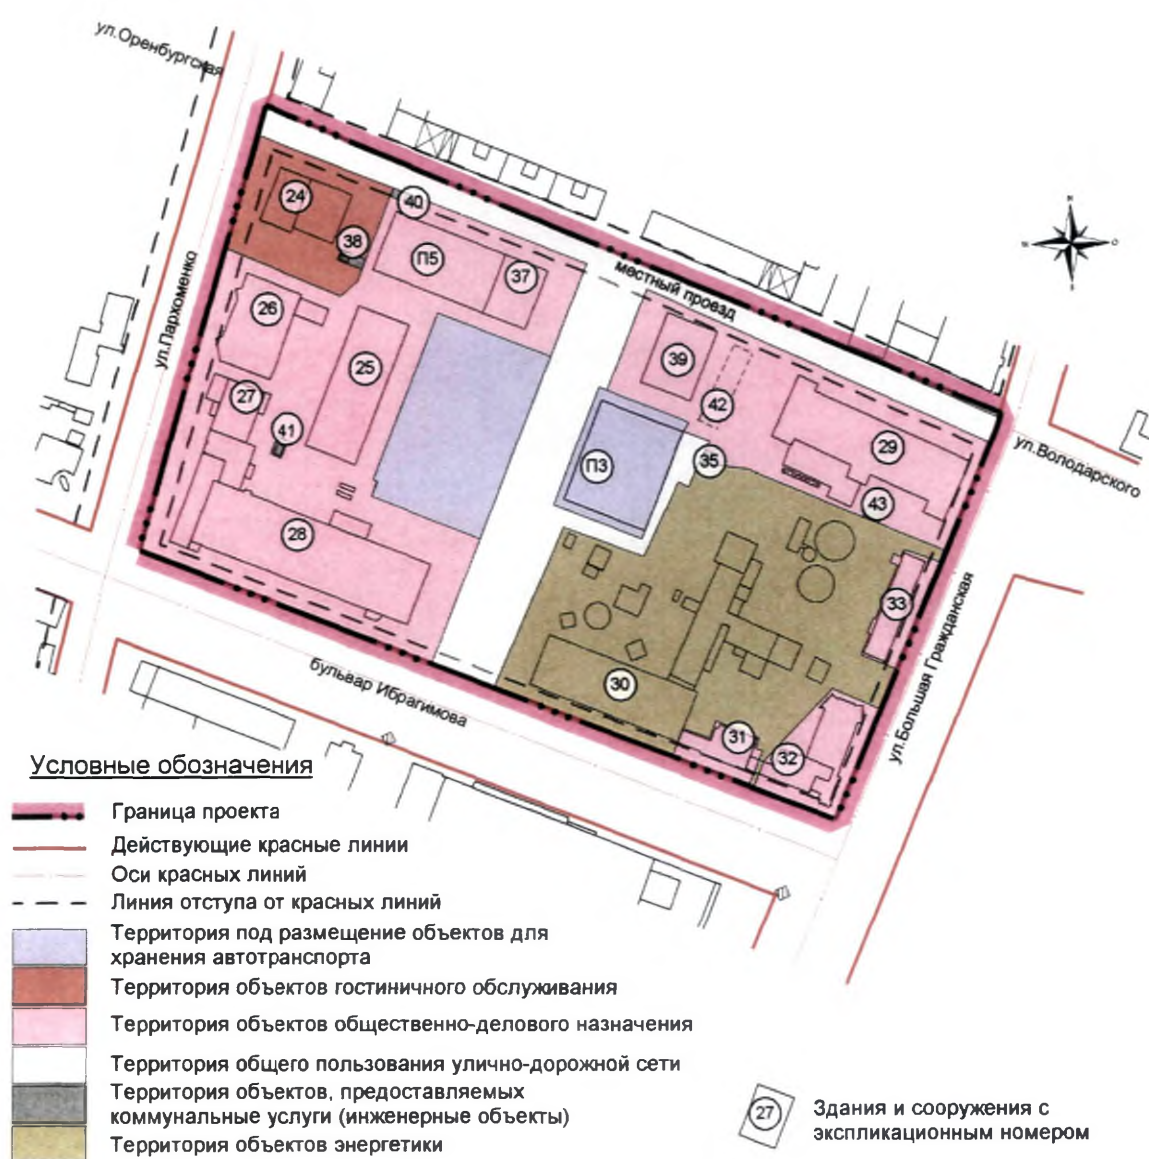 ул.Оренбургская
24
40
38
П5
37
местный проезд
ул.Пархоменко
26
25
39
42
27
41
29
35
П3
ул.Володарского
43
28
33
30
ул.Большая Гражданская
бульвар Ибрагимова
31
32
Условные обозначения
Граница проекта
Действующие красные линии
Оси красных линий
Линия отступа от красных линий
Территория под размещение объектов для
хранения автотранспорта
Территория объектов гостиничного обслуживания
Территория объектов общественно-делового назначения
Территория общего пользования улично-дорожной сети
Территория объектов, предоставляемых
коммунальные услуги (инженерные объекты)
Территория объектов энергетики
27
Здания и сооружения с
экспликационным номером